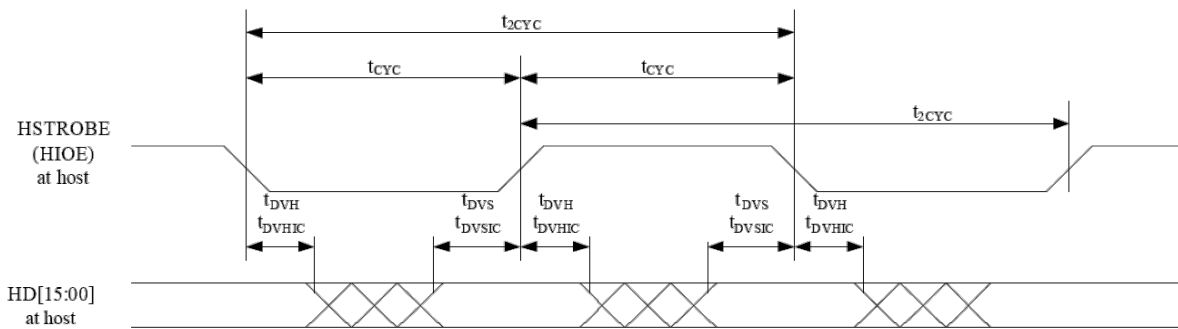 t2CYC
tCYC tCYC
t2CYC
HSTROBE
(HIOE)
at host
tDVH tDVS tDVH tDVS tDVH
tDVHIC tDVSIC tDVHIC tDVSIC tDVHIC
HD[15:00]
at host